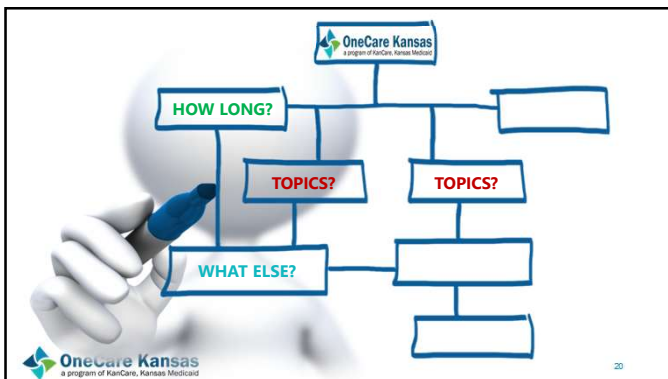 OneCare Kansas
a program of KanCare, Kansas Medicaid
HOW LONG?
TOPICS? TOPICS?
WHAT ELSE?
OneCare Kansas
a program of KanCare, Kansas Medicaid
20